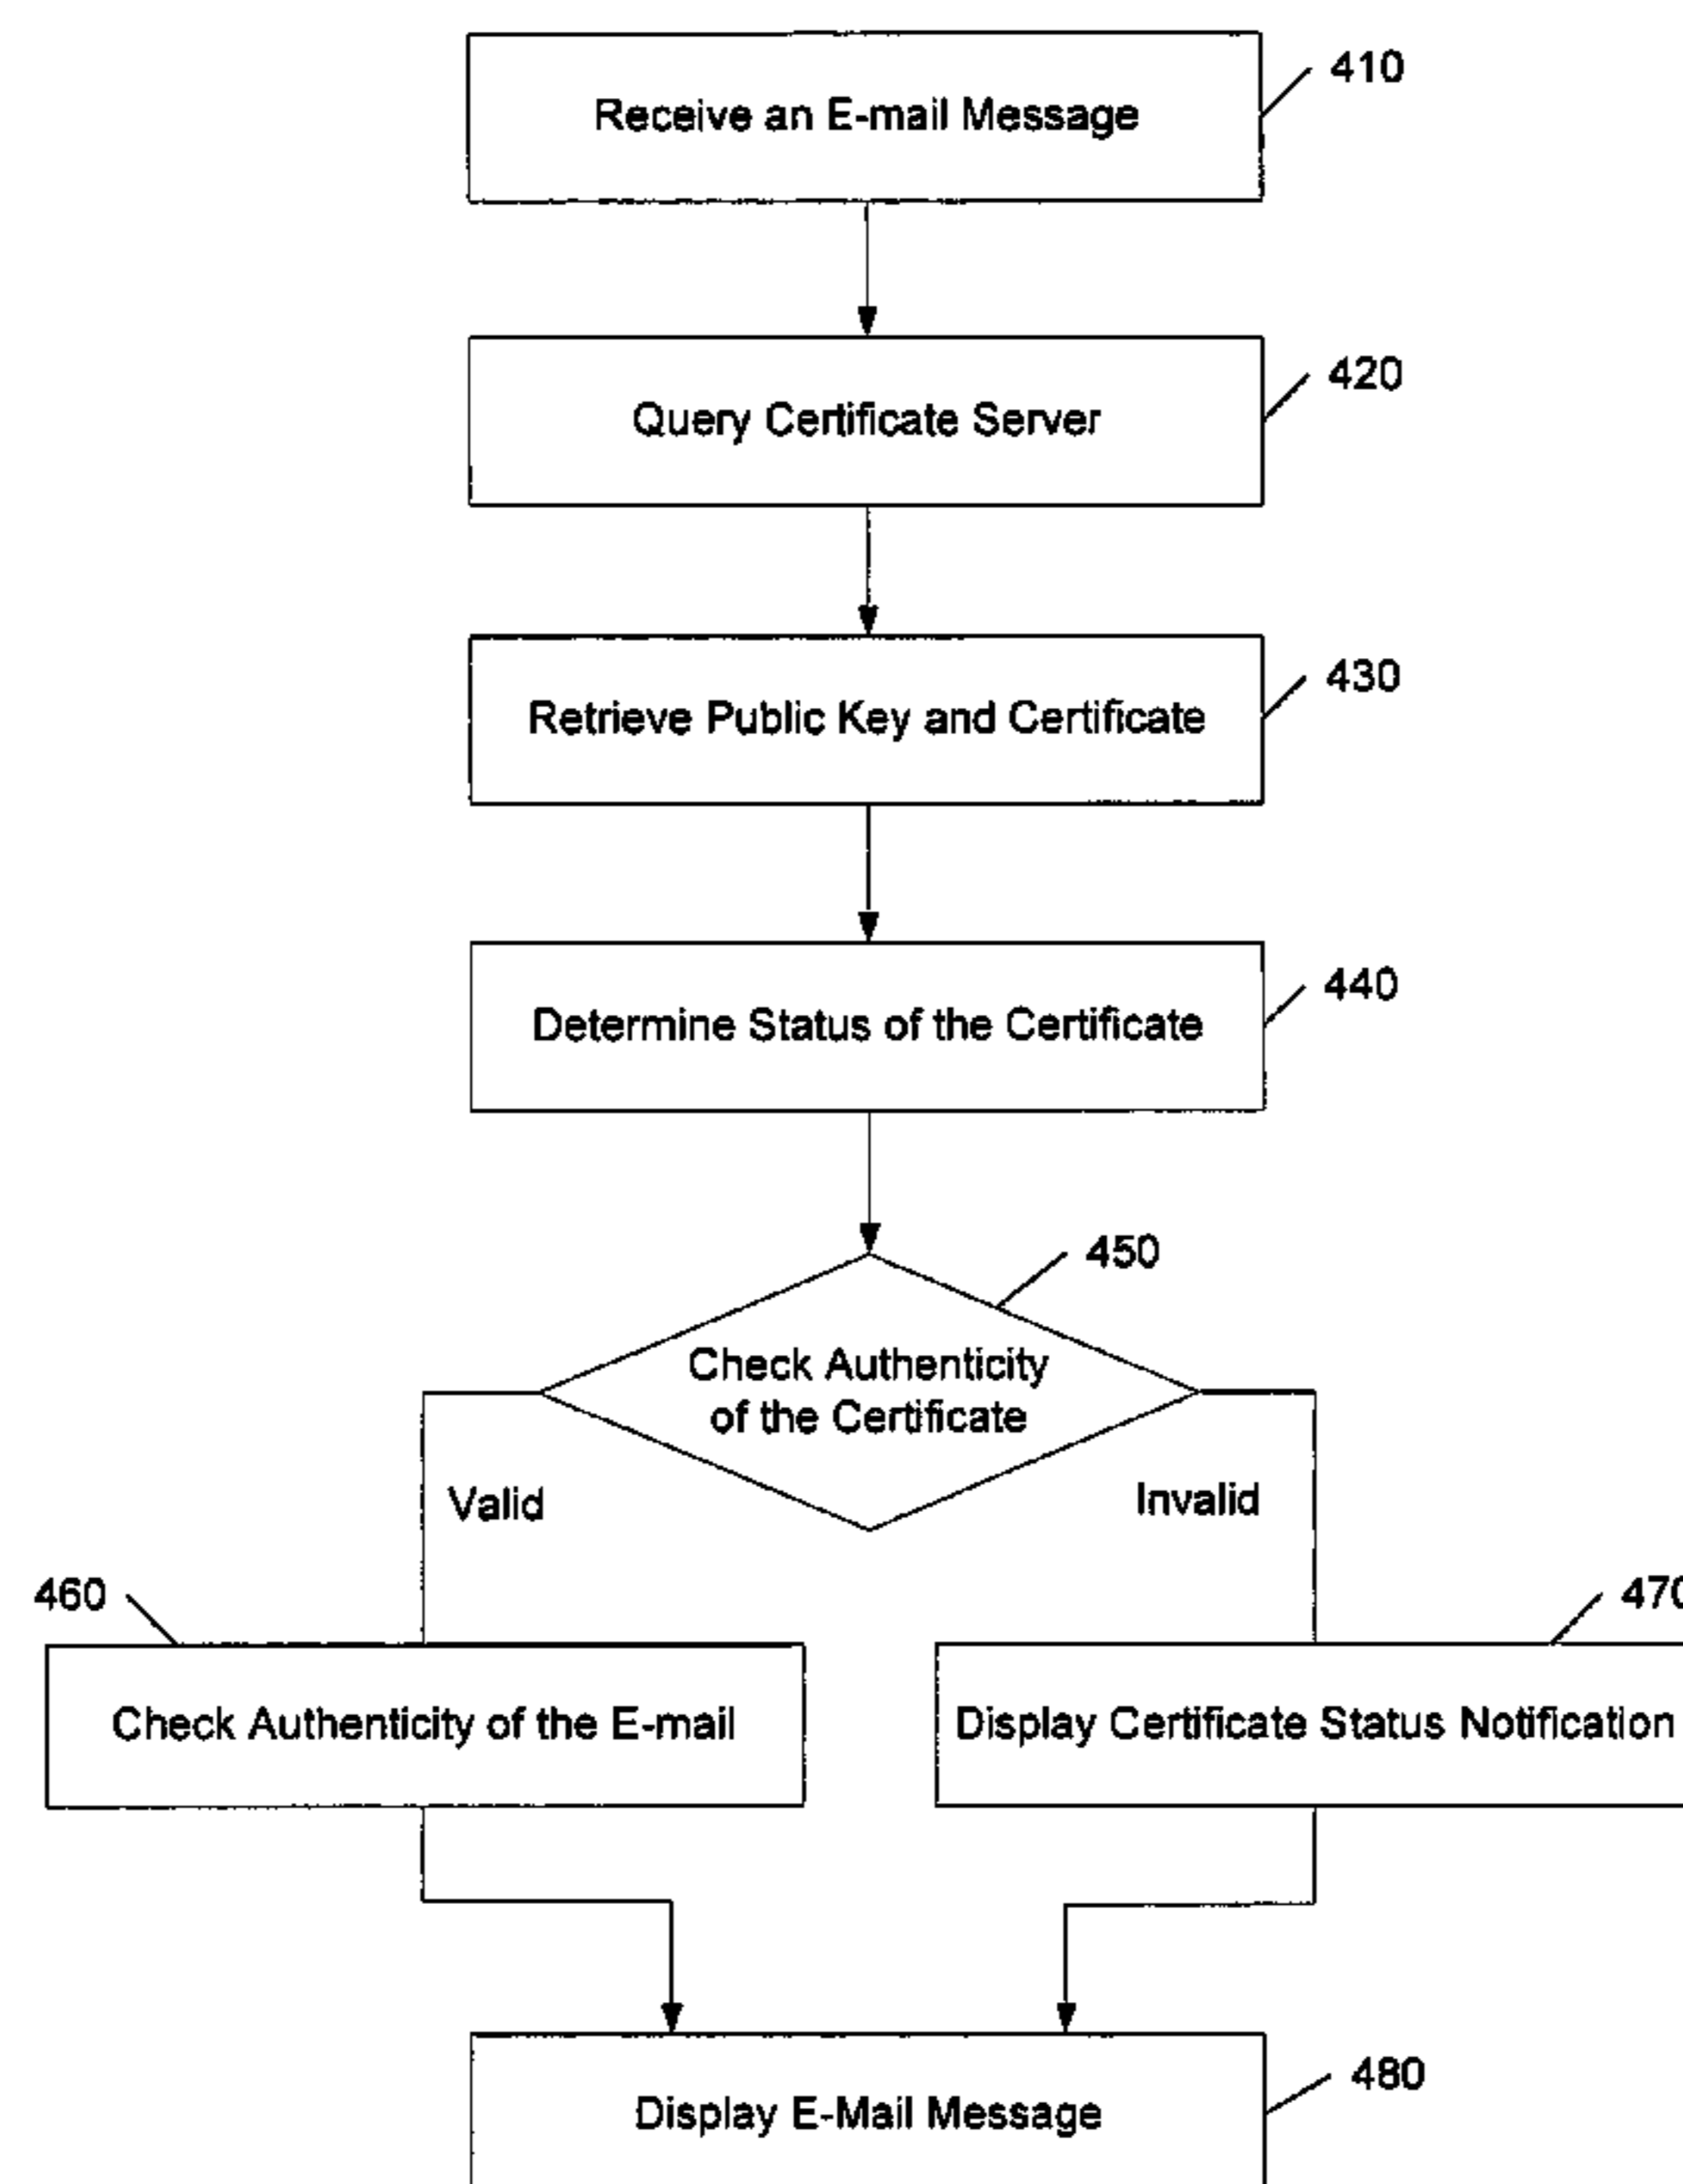 410
Receive an E-mail Message
420
Query Certificate Server
430
Retrieve Public Key and Certificate
440
Determine Status of the Certificate
450
Check Authenticity
of the Certificate
Valid
Invalid
460
470
Check Authenticity of the E-mail
Display Certificate Status Notification
480
Display E-Mail Message